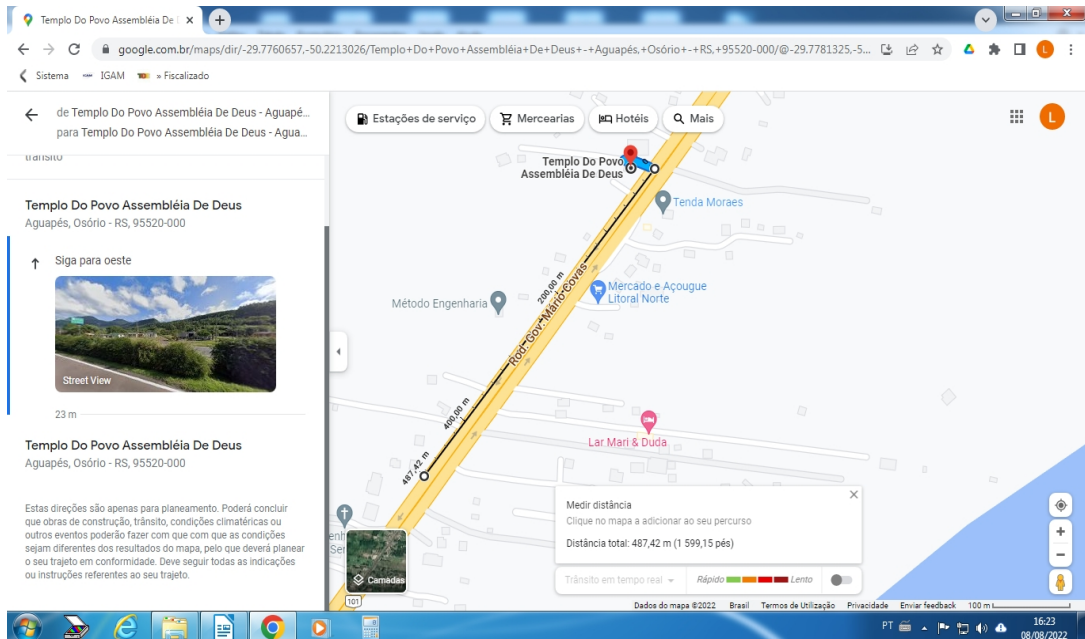 Templo Do Povo Assembléia De
google.com.br/maps/dir/-29.7760657,-50.2213026/Templo+Do+Povo+Assembléia+De+Deus+-+Aguapés,+Osório+-+RS,+95520-000/@-29.7781325,-5...
L
Sistema
IGAM
» Fiscalizado
de Templo Do Povo Assembléia De Deus - Aguapé...
para Templo Do Povo Assembléia De Deus - Agua...
trânsito
Templo Do Povo Assembléia De Deus
Aguapés, Osório - RS, 95520-000
Siga para oeste
Street View
23 m
Templo Do Povo Assembléia De Deus
Aguapés, Osório - RS, 95520-000
Estas direções são apenas para planeamento. Poderá concluir
que obras de construção, trânsito, condições climatéricas ou
outros eventos poderão fazer com que com que as condições
sejam diferentes dos resultados do mapa, pelo que deverá planear
o seu trajeto em conformidade. Deve seguir todas as indicações
ou instruções referentes ao seu trajeto.
Estações de serviço
Mercearias
Hotéis
Mais
L
Templo Do Povo
Assembléia De Deus
Tenda Moraes
Mercado e Açougue
Litoral Norte
Método Engenharia
200,00 m
Rod. Gov. Mário Covas
400,00 m
487,42 m
Lar Mari & Duda
Camadas
101
Medir distância
Clique no mapa a adicionar ao seu percurso
Distância total: 487,42 m (1 599,15 pés)
Trânsito em tempo real
Rápido
Lento
Dados do mapa ©2022 Brasil Termos de Utilização Privacidade Enviar feedback 100 m
PT
16:23
08/08/2022